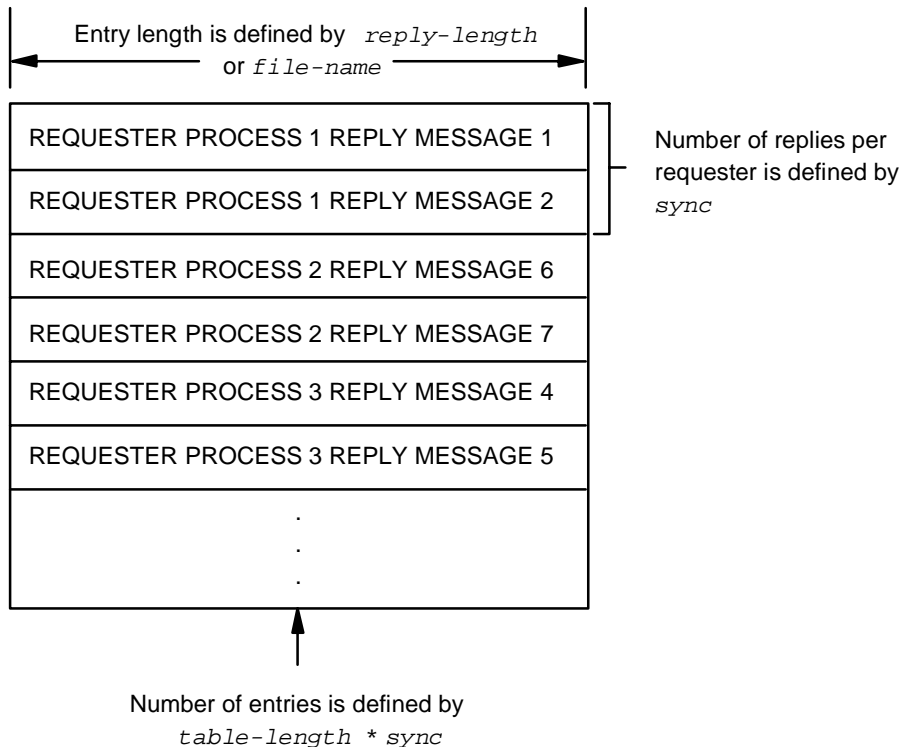 Entry length is defined by reply-length
or file-name
REQUESTER PROCESS 1 REPLY MESSAGE 1
REQUESTER PROCESS 1 REPLY MESSAGE 2
Number of replies per
requester is defined by
sync
REQUESTER PROCESS 2 REPLY MESSAGE 6
REQUESTER PROCESS 2 REPLY MESSAGE 7
REQUESTER PROCESS 3 REPLY MESSAGE 4
REQUESTER PROCESS 3 REPLY MESSAGE 5
.
.
.
Number of entries is defined by
table-length * sync